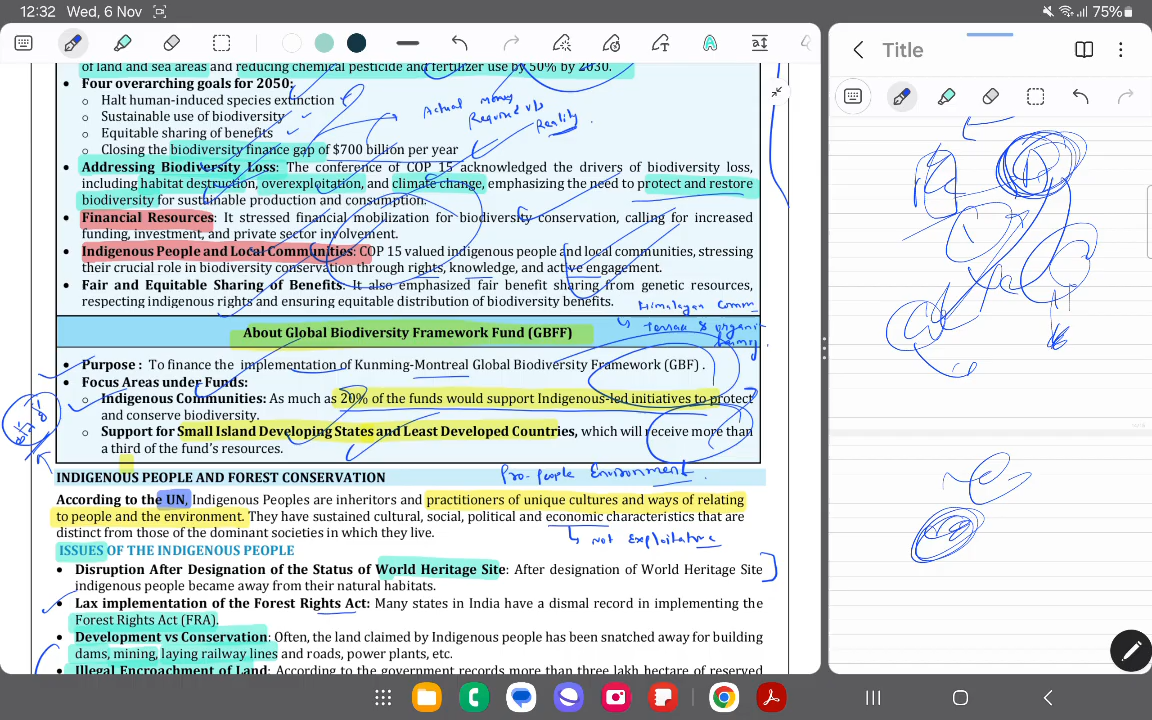 12:32 Wed, 6 Nov
75%
Title
of land and sea areas and reducing chemical pesticide and fertilizer use by 50% by 2030.
• Four overarching goals for 2050:
○ Halt human-induced species extinction
○ Sustainable use of biodiversity
○ Equitable sharing of benefits
○ Closing the biodiversity finance gap of $700 billion per year
Actual money
Required v/s
Reality.
• Addressing Biodiversity Loss: The conference of COP 15 acknowledged the drivers of biodiversity loss,
including habitat destruction, overexploitation, and climate change, emphasizing the need to protect and restore
biodiversity for sustainable production and consumption.
• Financial Resources: It stressed financial mobilization for biodiversity conservation, calling for increased
funding, investment, and private sector involvement.
• Indigenous People and Local Communities: COP 15 valued indigenous people and local communities, stressing
their crucial role in biodiversity conservation through rights, knowledge, and active engagement.
• Fair and Equitable Sharing of Benefits: It also emphasized fair benefit sharing from genetic resources,
respecting indigenous rights and ensuring equitable distribution of biodiversity benefits.
Himalayan Comm
About Global Biodiversity Framework Fund (GBFF)
• Purpose : To finance the implementation of Kunming-Montreal Global Biodiversity Framework (GBF) .
• Focus Areas under Funds:
○ Indigenous Communities: As much as 20% of the funds would support Indigenous-led initiatives to protect
and conserve biodiversity.
○ Support for Small Island Developing States and Least Developed Countries, which will receive more than
a third of the fund's resources.
INDIGENOUS PEOPLE AND FOREST CONSERVATION
Pro-people Environment.
According to the UN, Indigenous Peoples are inheritors and practitioners of unique cultures and ways of relating
to people and the environment. They have sustained cultural, social, political and economic characteristics that are
distinct from those of the dominant societies in which they live.
not exploitative
ISSUES OF THE INDIGENOUS PEOPLE
• Disruption After Designation of the Status of World Heritage Site: After designation of World Heritage Site
indigenous people became away from their natural habitats.
• Lax implementation of the Forest Rights Act: Many states in India have a dismal record in implementing the
Forest Rights Act (FRA).
• Development vs Conservation: Often, the land claimed by Indigenous people has been snatched away for building
dams, mining, laying railway lines and roads, power plants, etc.
• Illegal Encroachment of Land: According to the government records more than three lakh hectare of reserved